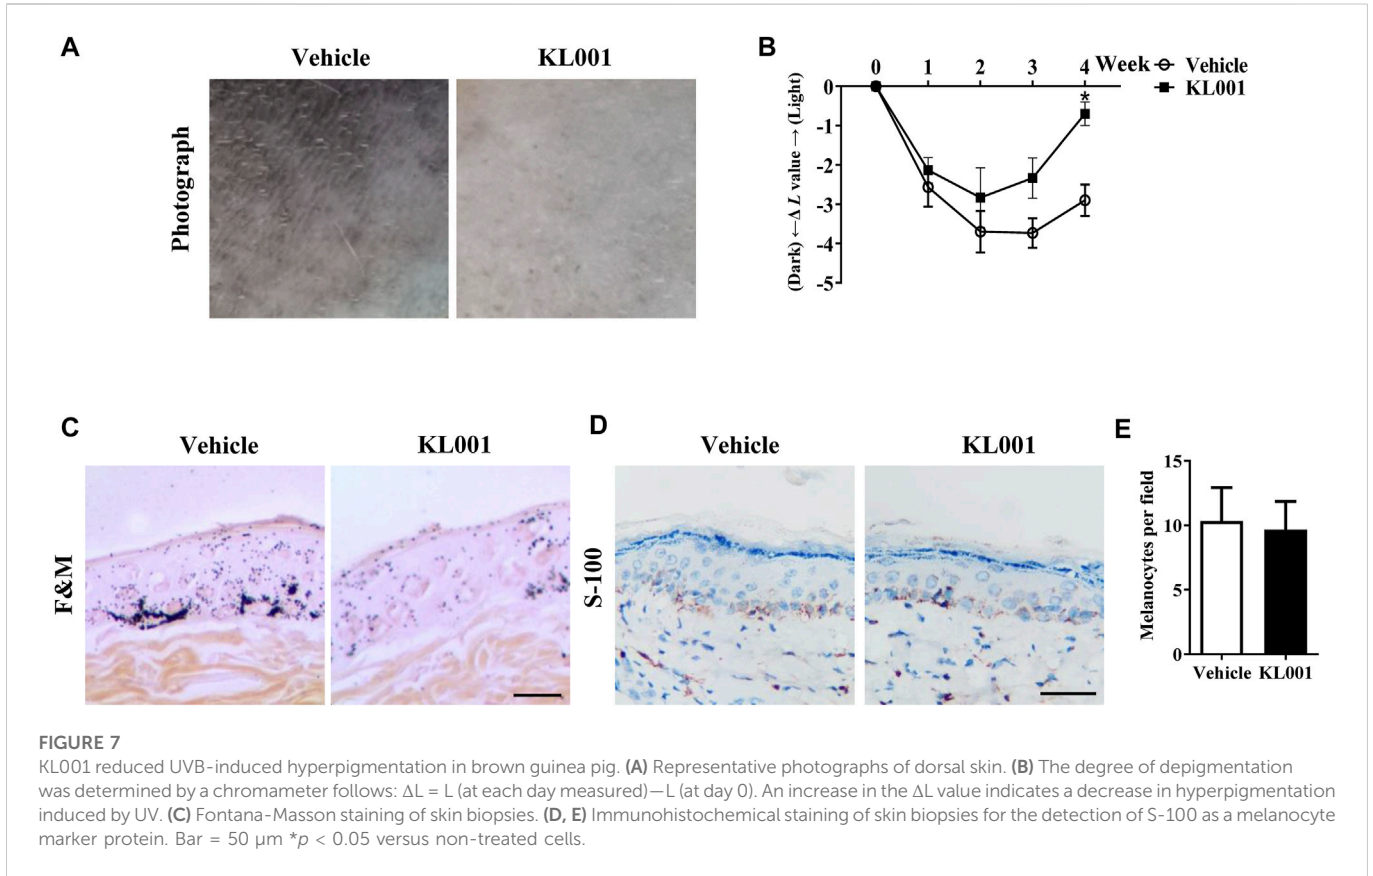 A
Vehicle
KL001
Photograph
B
0 1 2 3 4 Week
Vehicle
KL001
(Dark) ←Δ L value → (Light)
0
-1
-2
-3
-4
-5
*
C
Vehicle
KL001
F&M
D
Vehicle
KL001
S-100
E
Melanocytes per field
15
10
5
0
Vehicle KL001
FIGURE 7
KL001 reduced UVB-induced hyperpigmentation in brown guinea pig. (A) Representative photographs of dorsal skin. (B) The degree of depigmentation
was determined by a chromameter follows: ΔL = L (at each day measured)—L (at day 0). An increase in the ΔL value indicates a decrease in hyperpigmentation
induced by UV. (C) Fontana-Masson staining of skin biopsies. (D, E) Immunohistochemical staining of skin biopsies for the detection of S-100 as a melanocyte
marker protein. Bar = 50 μm *p < 0.05 versus non-treated cells.